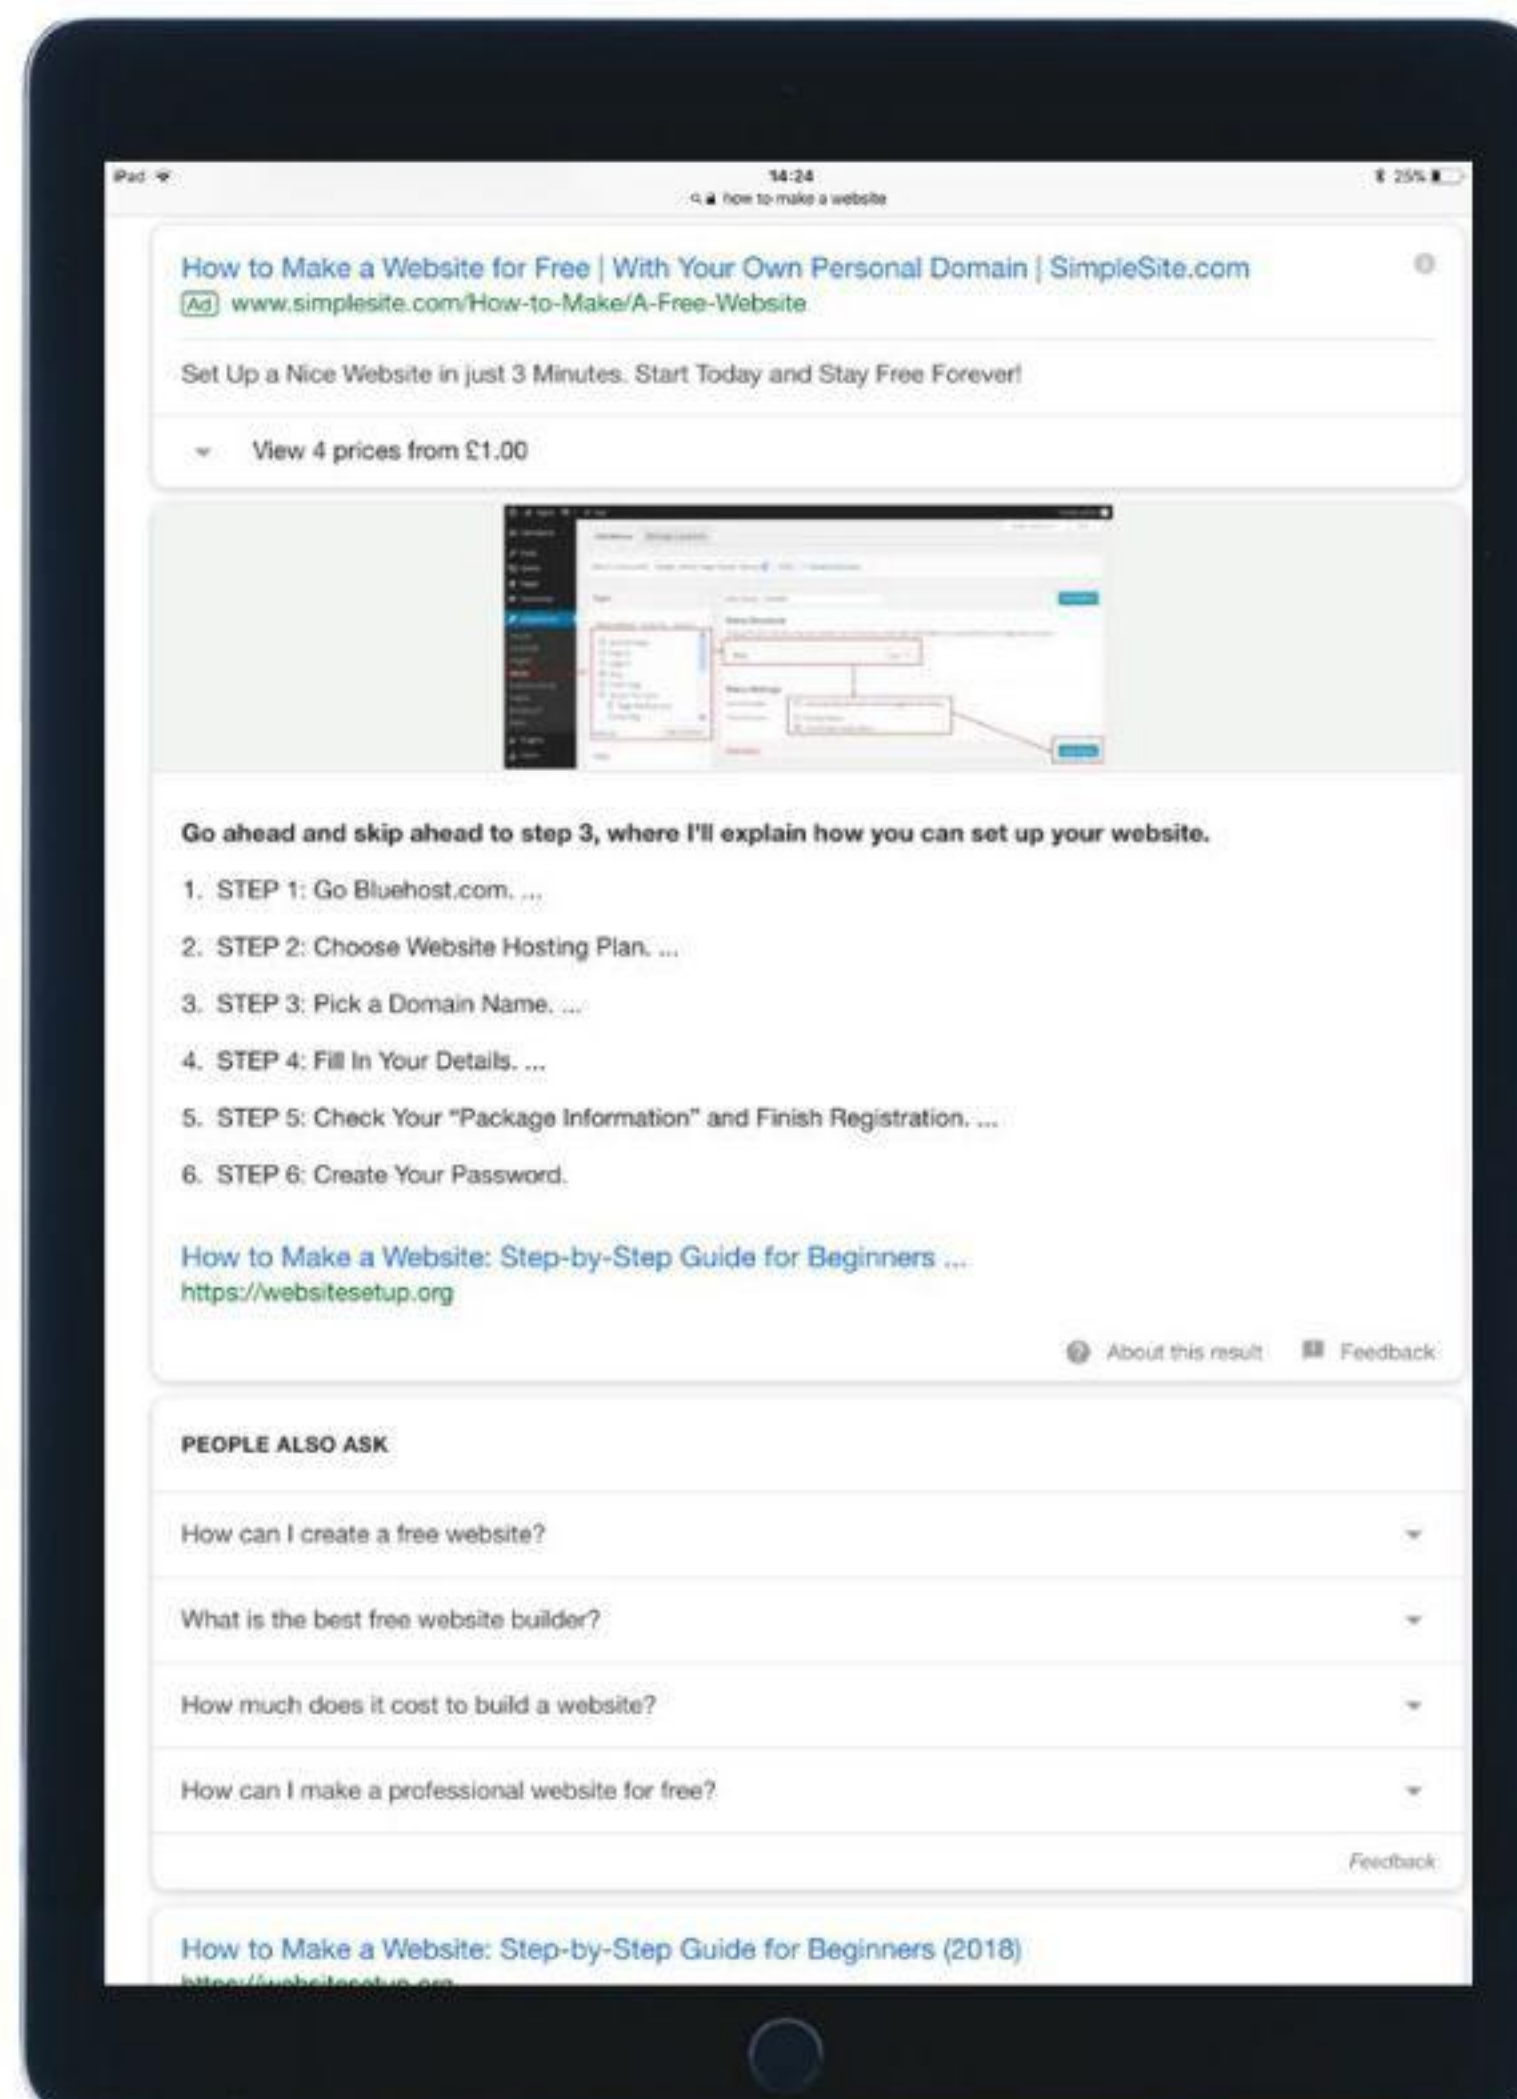 iPad
14:24
25%
how to make a website
How to Make a Website for Free | With Your Own Personal Domain | SimpleSite.com
Ad www.simplesite.com/How-to-Make/A-Free-Website
Set Up a Nice Website in just 3 Minutes. Start Today and Stay Free Forever!
View 4 prices from £1.00
Go ahead and skip ahead to step 3, where I'll explain how you can set up your website.
1. STEP 1: Go Bluehost.com. ...
2. STEP 2: Choose Website Hosting Plan. ...
3. STEP 3: Pick a Domain Name. ...
4. STEP 4: Fill In Your Details. ...
5. STEP 5: Check Your “Package Information” and Finish Registration. ...
6. STEP 6: Create Your Password.
How to Make a Website: Step-by-Step Guide for Beginners ...
https://websitesetup.org
About this result Feedback
PEOPLE ALSO ASK
How can I create a free website?
What is the best free website builder?
How much does it cost to build a website?
How can I make a professional website for free?
Feedback
How to Make a Website: Step-by-Step Guide for Beginners (2018)
https://websitesetup.org